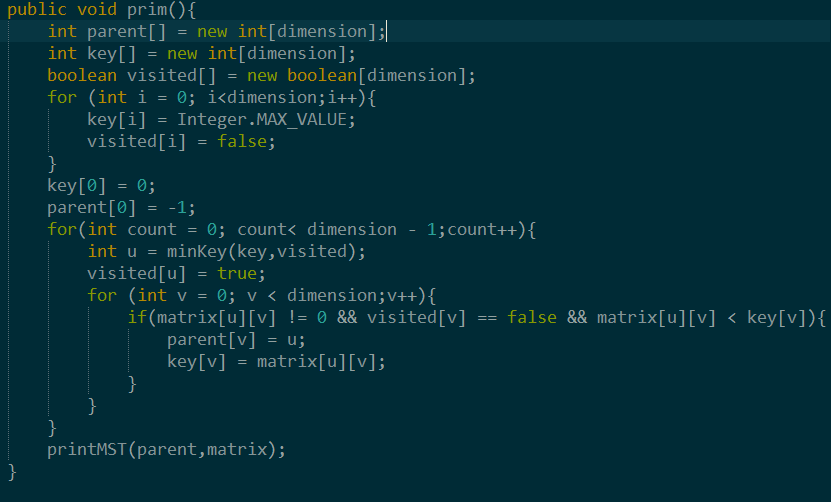 public void prim(){
    int parent[] = new int[dimension];
    int key[] = new int[dimension];
    boolean visited[] = new boolean[dimension];
    for (int i = 0; i<dimension;i++){
        key[i] = Integer.MAX_VALUE;
        visited[i] = false;
    }
    key[0] = 0;
    parent[0] = -1;
    for(int count = 0; count< dimension - 1;count++){
        int u = minKey(key,visited);
        visited[u] = true;
        for (int v = 0; v < dimension;v++){
            if(matrix[u][v] != 0 && visited[v] == false && matrix[u][v] < key[v]){
                parent[v] = u;
                key[v] = matrix[u][v];
            }
        }
    }
    printMST(parent,matrix);
}